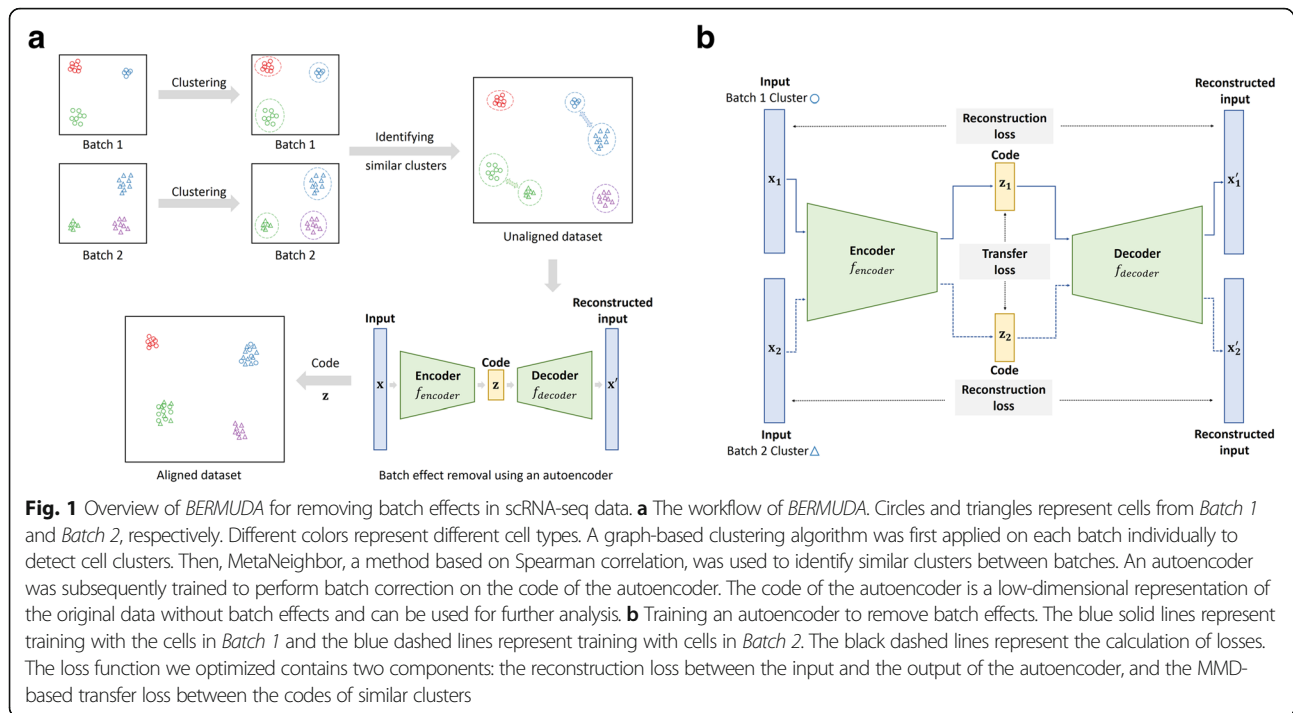 a
Clustering
Batch 1
Batch 1
Identifying
similar clusters
Clustering
Batch 2
Batch 2
Unaligned dataset
Code
z
Aligned dataset
Input
x
Encoder
f_encoder
Code
z
Decoder
f_decoder
Reconstructed
input
x′
Batch effect removal using an autoencoder
b
Input
Batch 1 Cluster
Reconstructed
input
Reconstruction
loss
Code
x₁
z₁
x′₁
Encoder
f_encoder
Transfer
loss
Decoder
f_decoder
x₂
z₂
x′₂
Code
Reconstruction
loss
Input
Batch 2 Cluster
Reconstructed
input
Fig. 1 Overview of BERMUDA for removing batch effects in scRNA-seq data. a The workflow of BERMUDA. Circles and triangles represent cells from Batch 1
and Batch 2, respectively. Different colors represent different cell types. A graph-based clustering algorithm was first applied on each batch individually to
detect cell clusters. Then, MetaNeighbor, a method based on Spearman correlation, was used to identify similar clusters between batches. An autoencoder
was subsequently trained to perform batch correction on the code of the autoencoder. The code of the autoencoder is a low-dimensional representation of
the original data without batch effects and can be used for further analysis. b Training an autoencoder to remove batch effects. The blue solid lines represent
training with the cells in Batch 1 and the blue dashed lines represent training with cells in Batch 2. The black dashed lines represent the calculation of losses.
The loss function we optimized contains two components: the reconstruction loss between the input and the output of the autoencoder, and the MMD-
based transfer loss between the codes of similar clusters